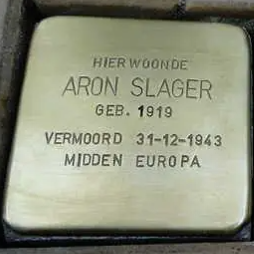 HIER WOONDE
ARON SLAGER
GEB. 1919
VERMOORD 31-12-1943
MIDDEN EUROPA